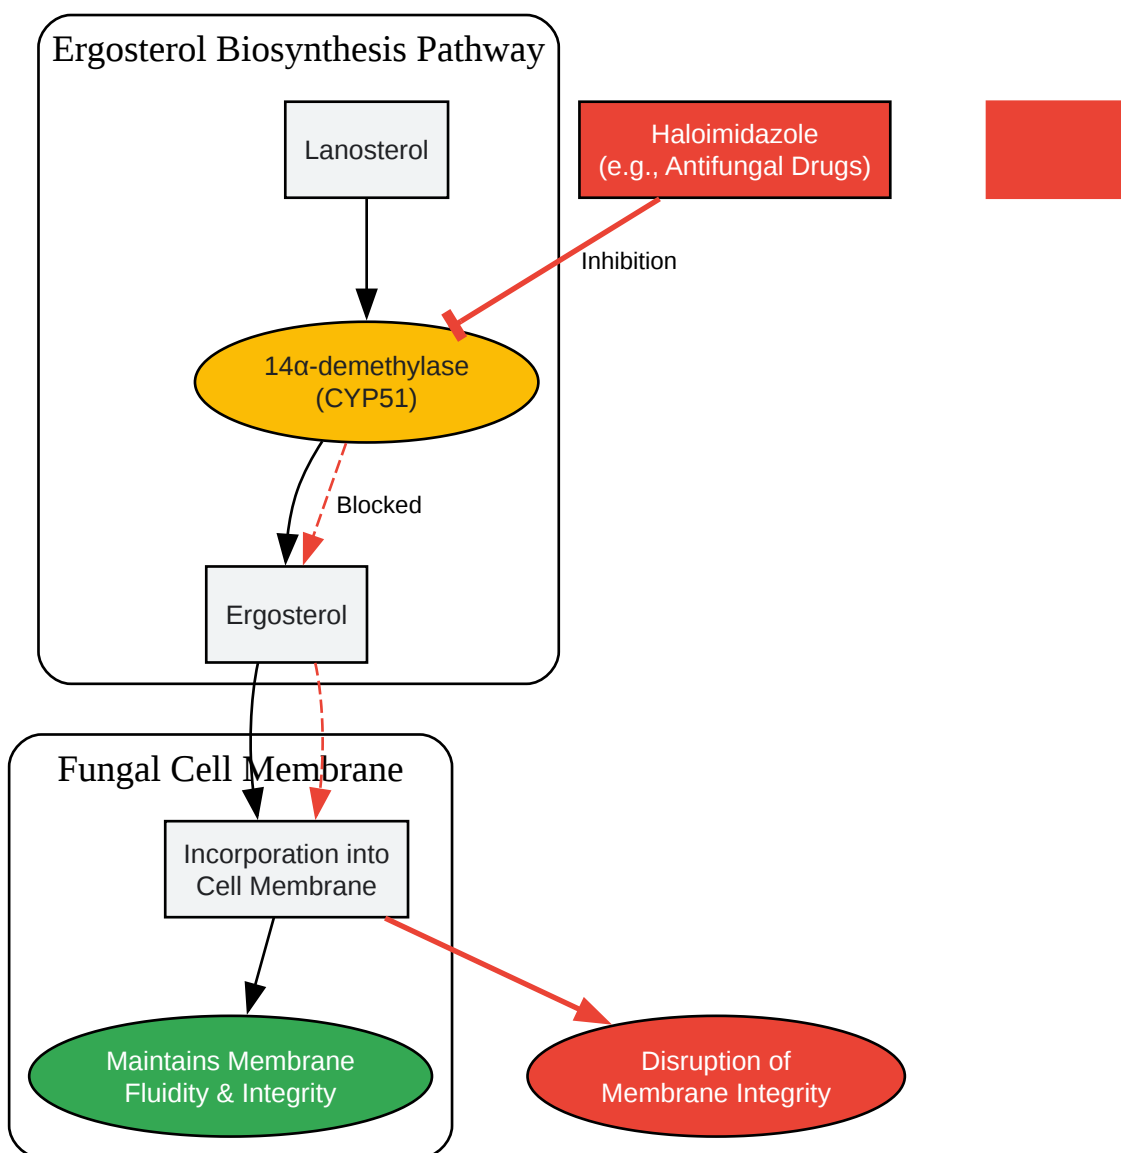 Ergosterol Biosynthesis Pathway
Lanosterol
Haloimidazole
(e.g., Antifungal Drugs)
Inhibition
14α-demethylase
(CYP51)
Blocked
Ergosterol
Fungal Cell Membrane
Incorporation into
Cell Membrane
Maintains Membrane
Fluidity & Integrity
Disruption of
Membrane Integrity